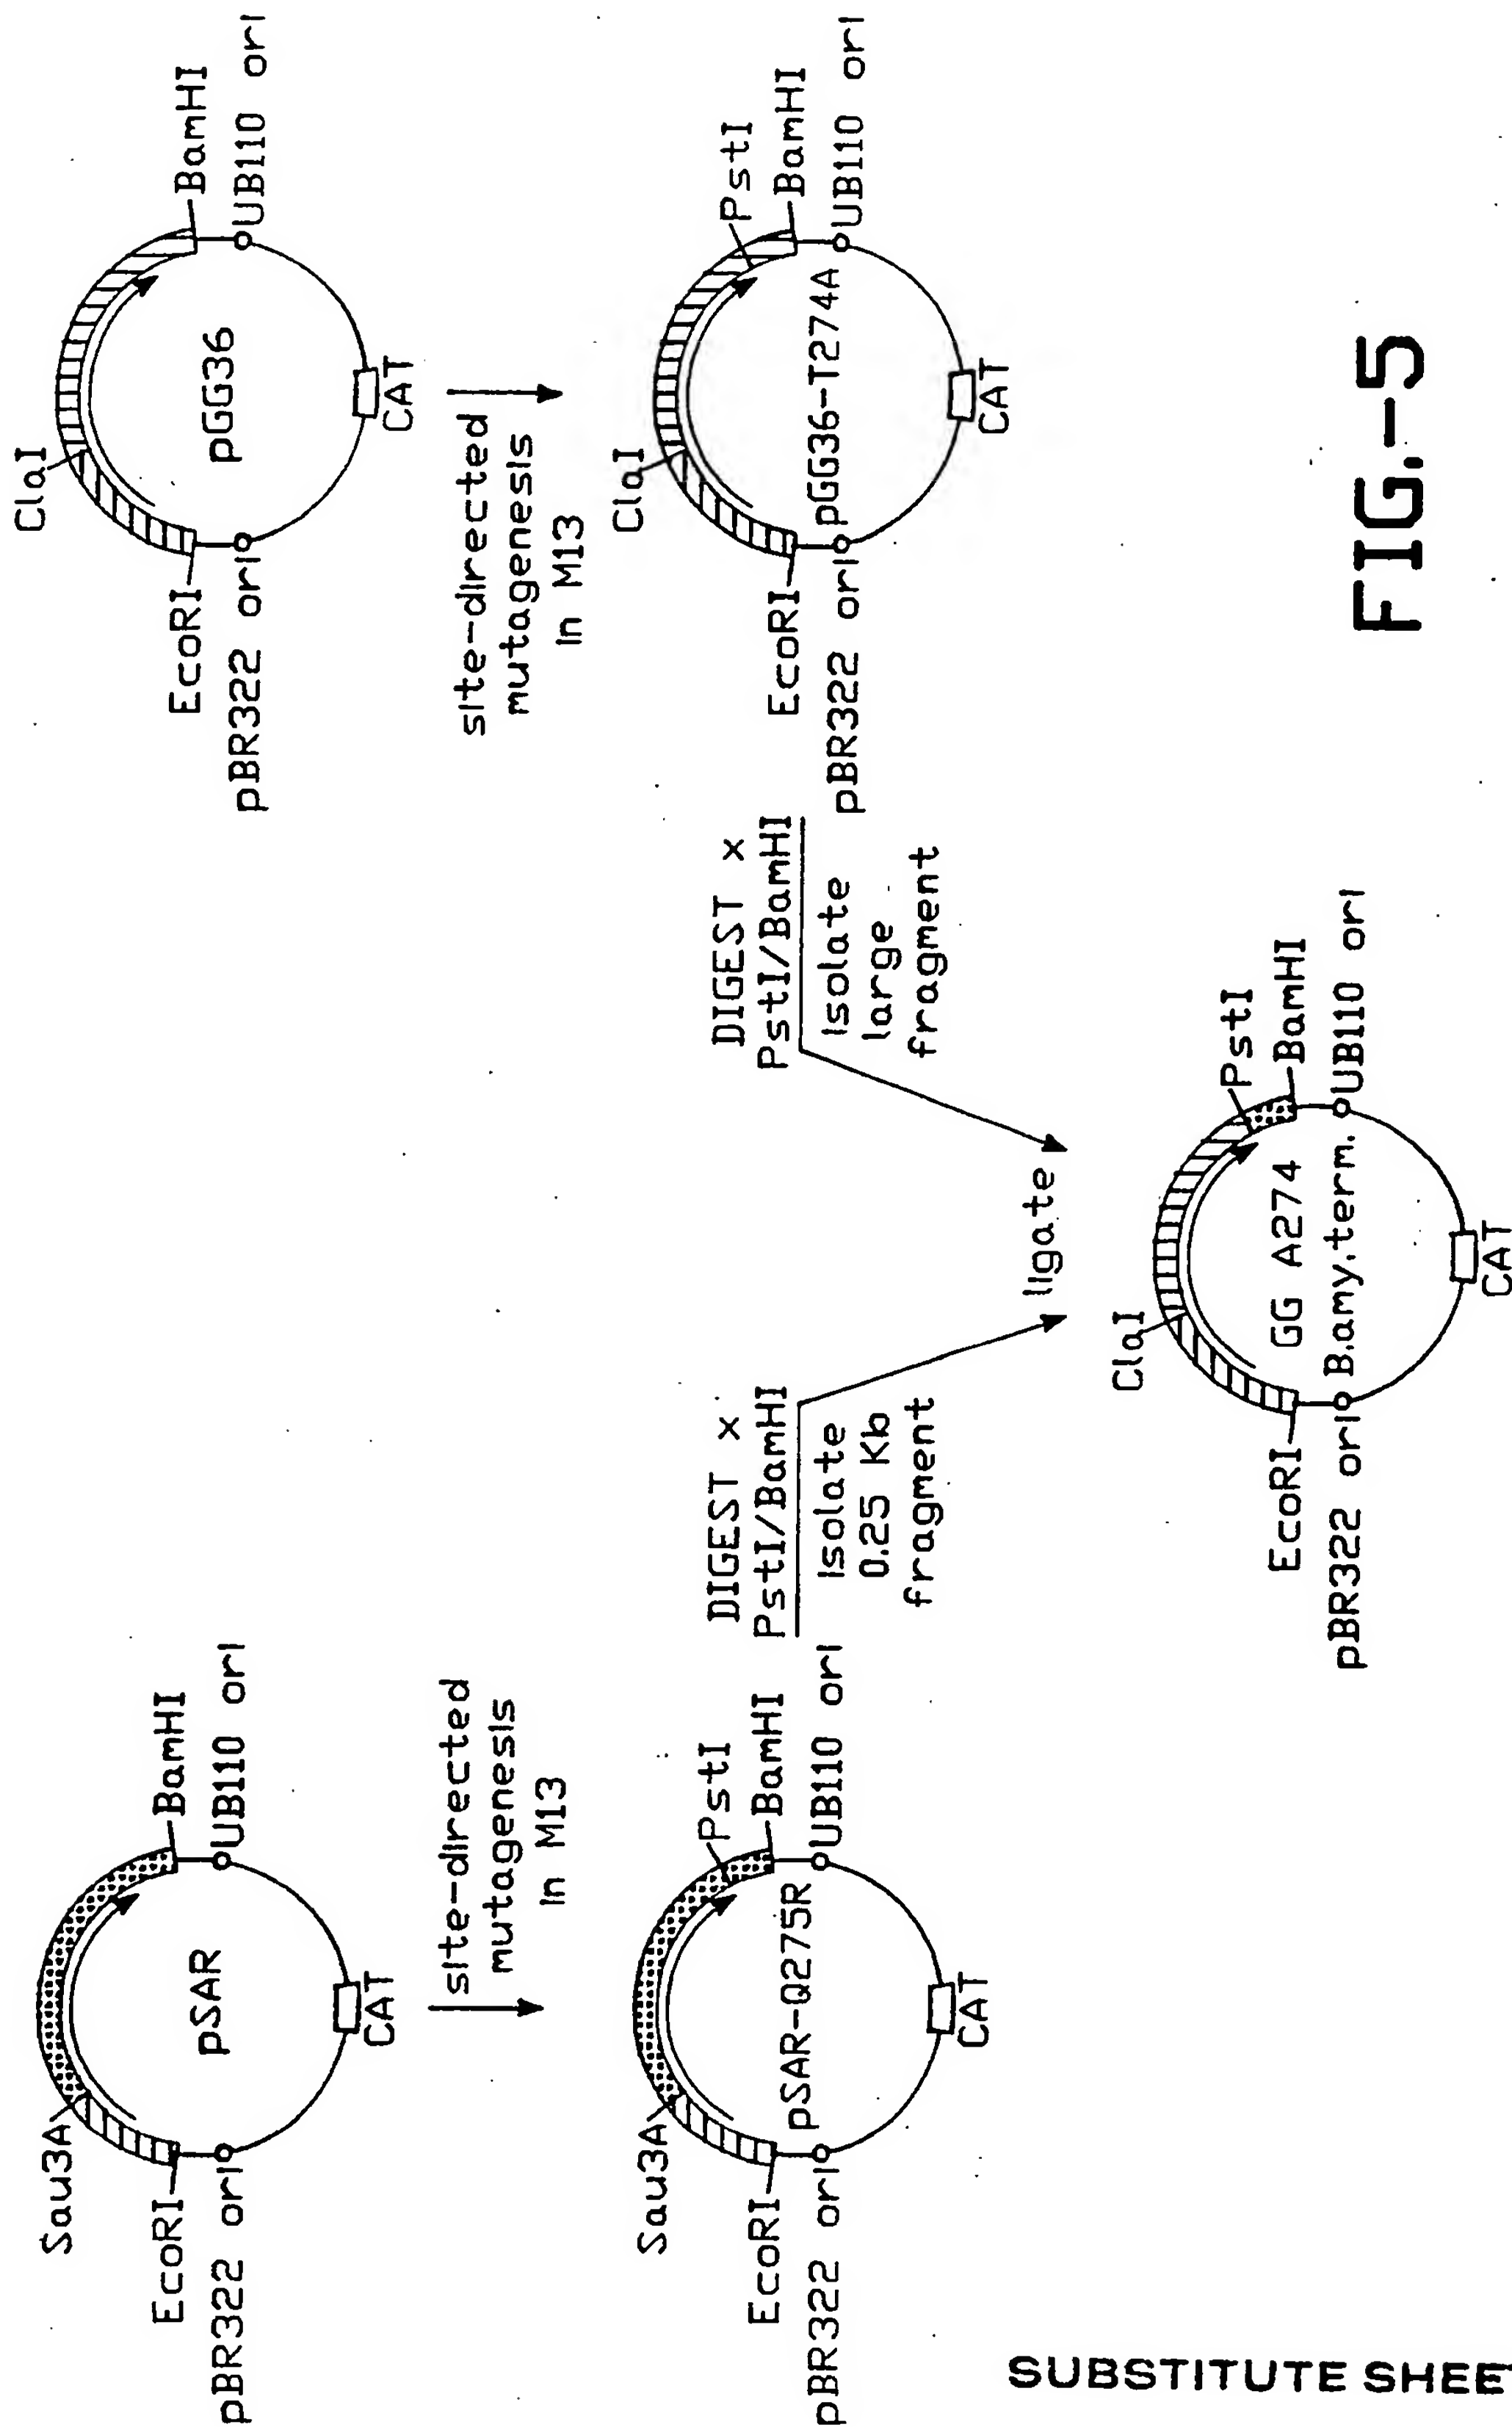 Sau3A
EcoRI
BamHI
pBR322 ori
UB110 ori
pSAR
CAT
site-directed
mutagenesis
in M13
Sau3A
PstI
EcoRI
BamHI
pBR322 ori
UB110 ori
pSAR-Q275R
CAT
ClaI
EcoRI
BamHI
pBR322 ori
UB110 ori
pGG36
CAT
site-directed
mutagenesis
in M13
ClaI
PstI
EcoRI
BamHI
pBR322 ori
UB110 ori
pGG36-T274A
CAT
DIGEST x
PstI/BamHI
Isolate
0.25 Kb
fragment
DIGEST x
PstI/BamHI
Isolate
large
fragment
ligate
ClaI
PstI
EcoRI
BamHI
pBR322 ori
UB110 ori
GG A274
B.amy.term.
CAT
FIG.-5
SUBSTITUTE SHEE